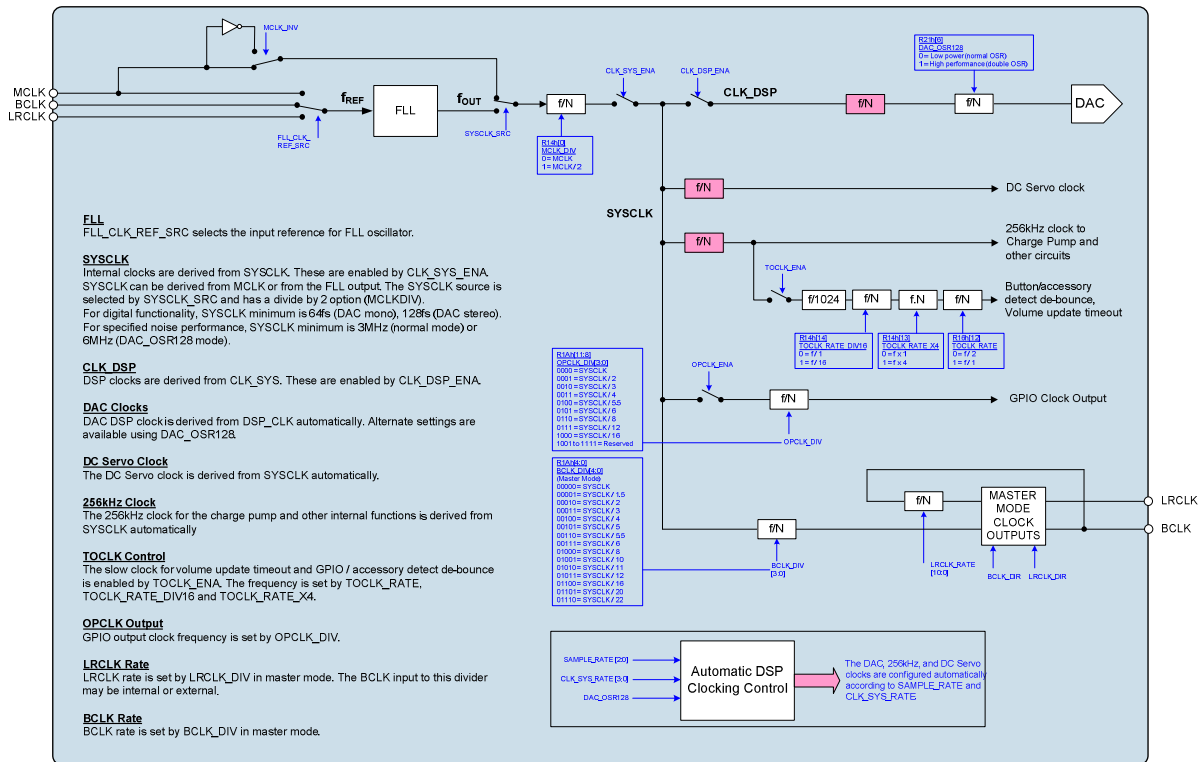 MCLK_INV
MCLK
BCLK
LRCLK
fREF
FLL
fOUT
FLL_CLK_
REF_SRC
SYSCLK_SRC
f/N
R14h[0]
MCLK_DIV
0 = MCLK
1 = MCLK / 2
CLK_SYS_ENA
CLK_DSP_ENA
CLK_DSP
f/N
R21h[6]
DAC_OSR128
0 = Low power (normal OSR)
1 = High performance (double OSR)
f/N
DAC
f/N
DC Servo clock
SYSCLK
f/N
256kHz clock to
Charge Pump and
other circuits
TOCLK_ENA
f/1024
f/N
f.N
f/N
Button/accessory
detect de-bounce,
Volume update timeout
R14h[14]
TOCLK_RATE_DIV16
0 = f / 1
1 = f / 16
R14h[13]
TOCLK_RATE_X4
0 = f x 1
1 = f x 4
R16h[12]
TOCLK_RATE
0 = f / 2
1 = f / 1
FLL
FLL_CLK_REF_SRC selects the input reference for FLL oscillator.
SYSCLK
Internal clocks are derived from SYSCLK. These are enabled by CLK_SYS_ENA.
SYSCLK can be derived from MCLK or from the FLL output. The SYSCLK source is
selected by SYSCLK_SRC and has a divide by 2 option (MCLKDIV).
For digital functionality, SYSCLK minimum is 64fs (DAC mono), 128fs (DAC stereo).
For specified noise performance, SYSCLK minimum is 3MHz (normal mode) or
6MHz (DAC_OSR128 mode).
CLK_DSP
DSP clocks are derived from CLK_SYS. These are enabled by CLK_DSP_ENA.
DAC Clocks
DAC DSP clock is derived from DSP_CLK automatically. Alternate settings are
available using DAC_OSR128.
DC Servo Clock
The DC Servo clock is derived from SYSCLK automatically.
256kHz Clock
The 256kHz clock for the charge pump and other internal functions is derived from
SYSCLK automatically
TOCLK Control
The slow clock for volume update timeout and GPIO / accessory detect de-bounce
is enabled by TOCLK_ENA. The frequency is set by TOCLK_RATE,
TOCLK_RATE_DIV16 and TOCLK_RATE_X4.
OPCLK Output
GPIO output clock frequency is set by OPCLK_DIV.
LRCLK Rate
LRCLK rate is set by LRCLK_DIV in master mode. The BCLK input to this divider
may be internal or external.
BCLK Rate
BCLK rate is set by BCLK_DIV in master mode.
R1Ah[11:8]
OPCLK_DIV[3:0]
0000 = SYSCLK
0001 = SYSCLK / 2
0010 = SYSCLK / 3
0011 = SYSCLK / 4
0100 = SYSCLK / 5.5
0101 = SYSCLK / 6
0110 = SYSCLK / 8
0111 = SYSCLK / 12
1000 = SYSCLK / 16
1001 to 1111 = Reserved
OPCLK_ENA
f/N
OPCLK_DIV
GPIO Clock Output
R1Ah[4:0]
BCLK_DIV[4:0]
(Master Mode)
00000 = SYSCLK
00001 = SYSCLK / 1.5
00010 = SYSCLK / 2
00011 = SYSCLK / 3
00100 = SYSCLK / 4
00101 = SYSCLK / 5
00110 = SYSCLK / 5.5
00111 = SYSCLK / 6
01000 = SYSCLK / 8
01001 = SYSCLK / 10
01010 = SYSCLK / 11
01011 = SYSCLK / 12
01100 = SYSCLK / 16
01101 = SYSCLK / 20
01110 = SYSCLK / 22
f/N
BCLK_DIV
[3:0]
f/N
LRCLK_RATE
[10:0]
MASTER
MODE
CLOCK
OUTPUTS
BCLK_DIR
LRCLK_DIR
LRCLK
BCLK
SAMPLE_RATE [2:0]
CLK_SYS_RATE [3:0]
DAC_OSR128
Automatic DSP
Clocking Control
The DAC, 256kHz, and DC Servo
clocks are configured automatically
according to SAMPLE_RATE and
CLK_SYS_RATE.